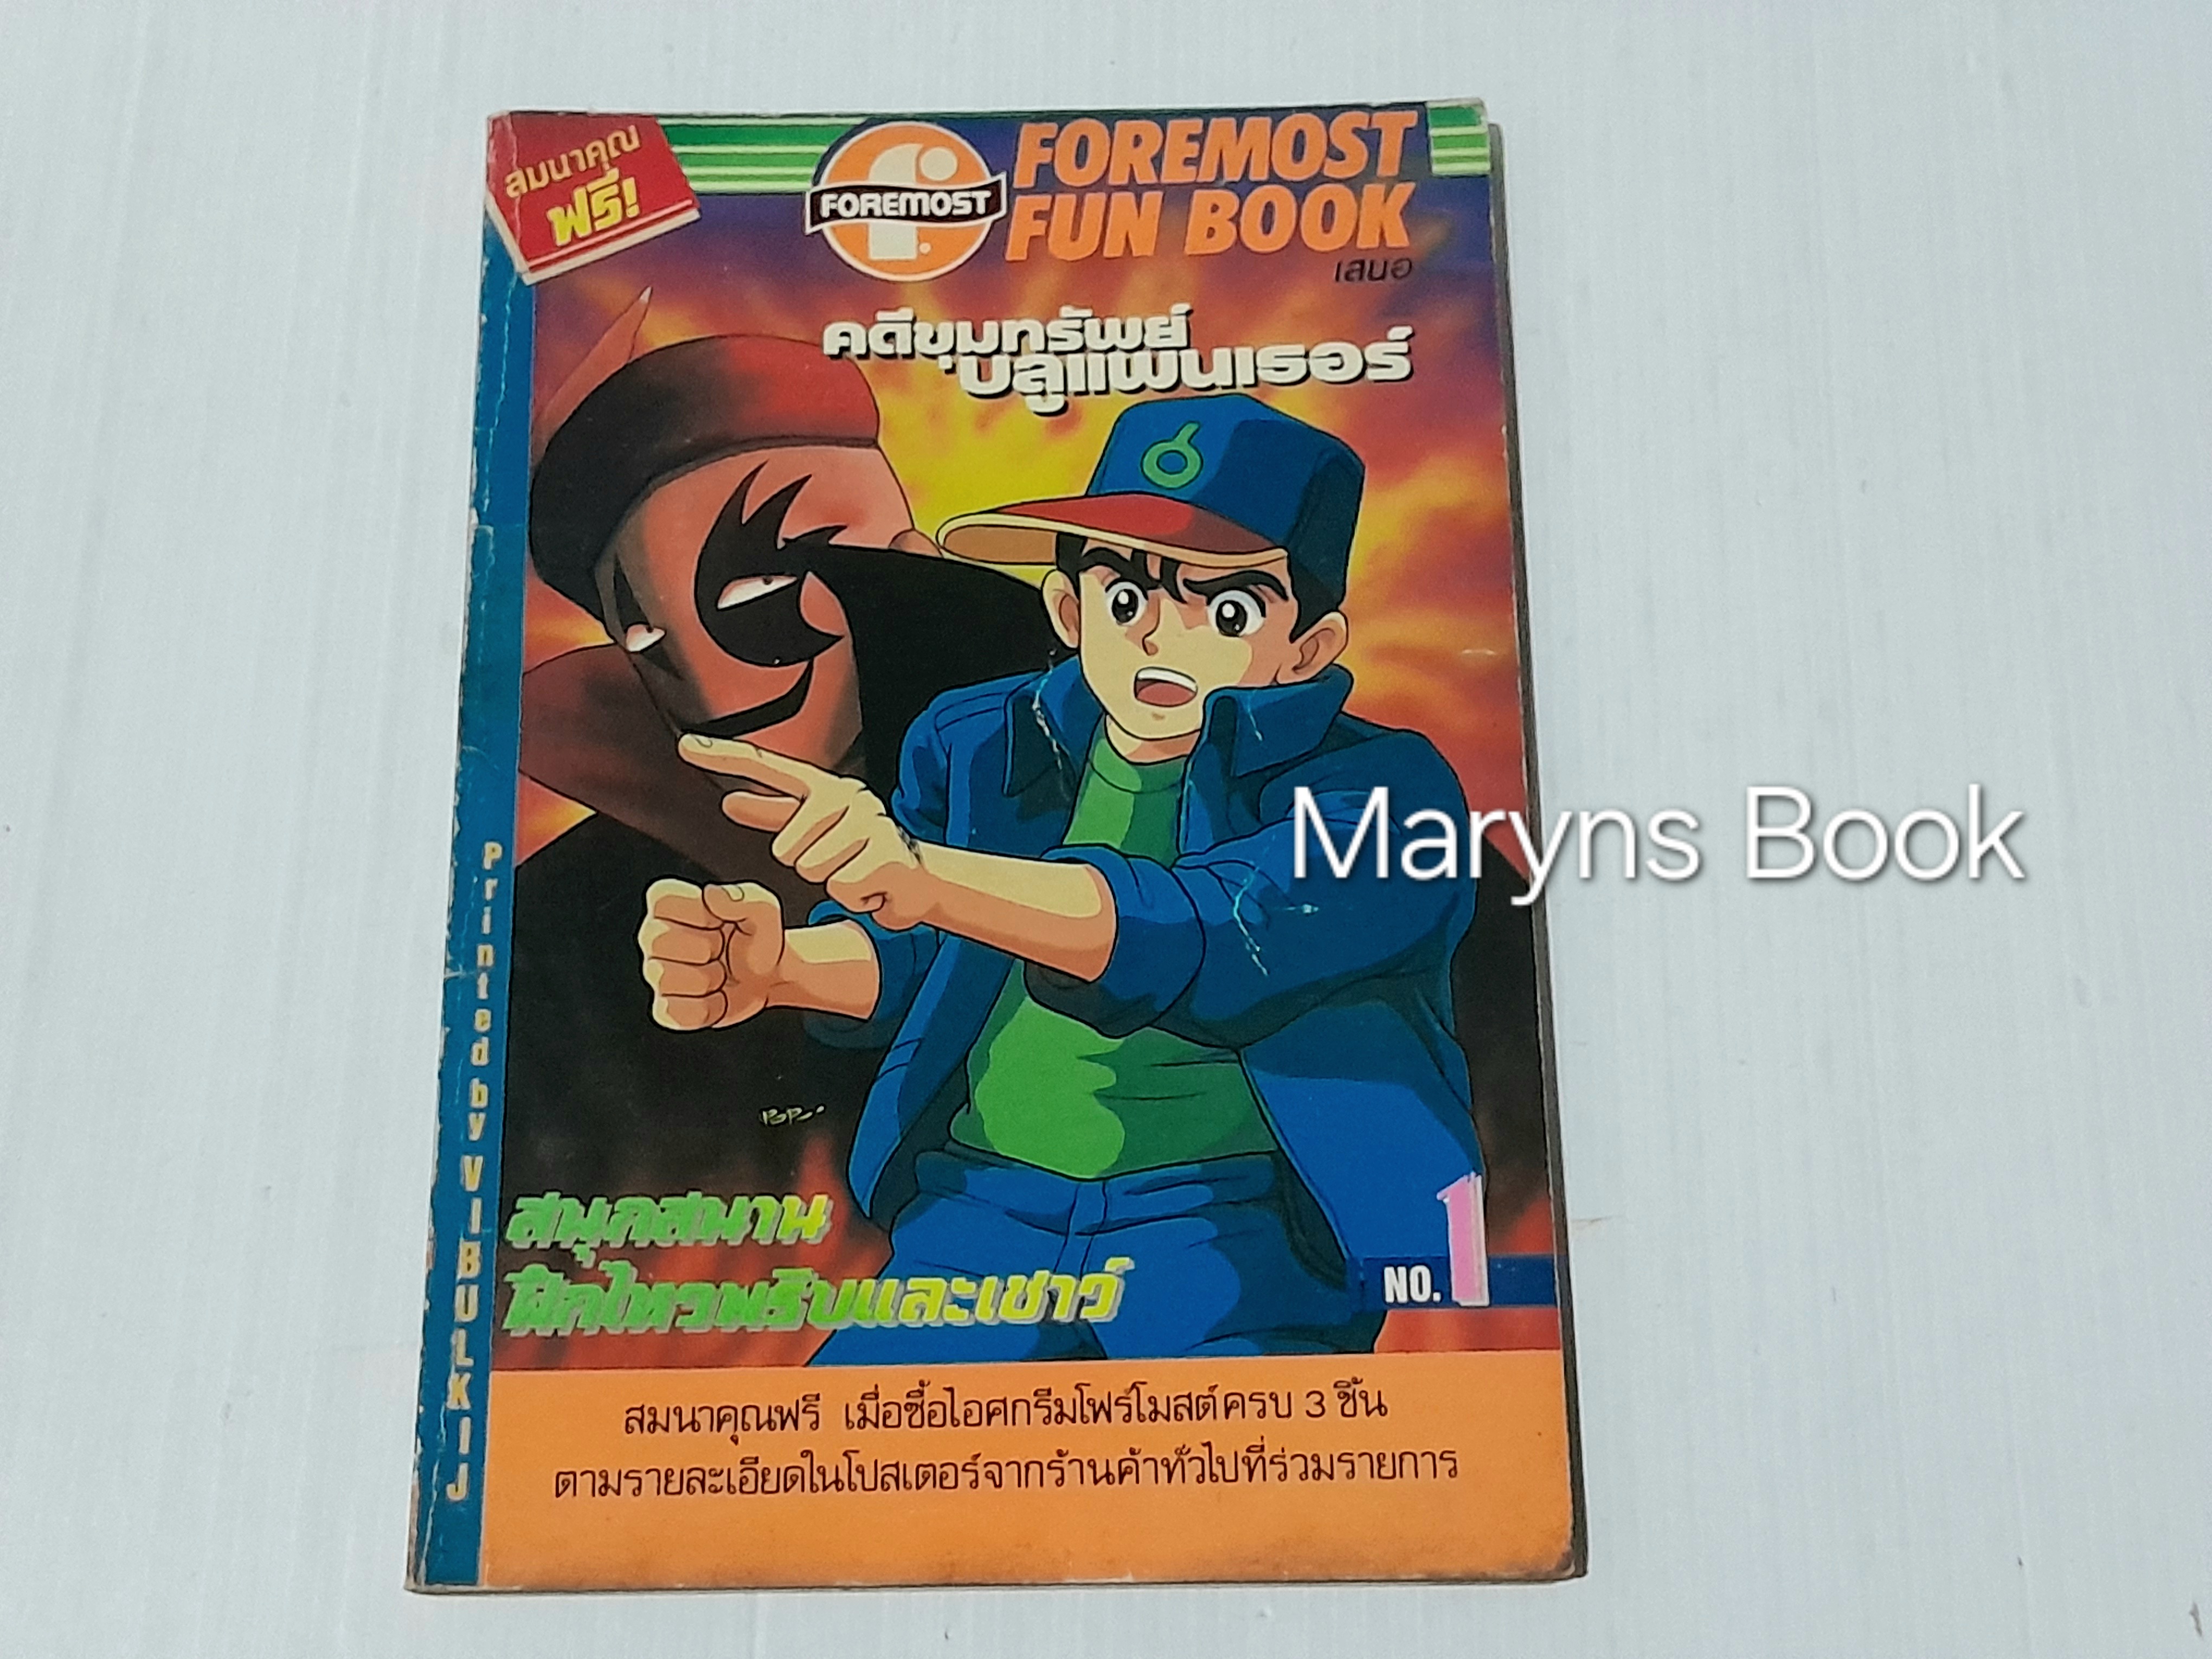 สมนาคุณ
ฟรี!
FOREMOST
FOREMOST
FUN BOOK
เสนอ
คดีขุมทรัพย์
บลูแพนเธอร์
Maryns Book
Printed by VIBULKIJ
POP
สนุกสนาน
ฝึกไหวพริบและเชาว์
NO.1
สมนาคุณฟรี เมื่อซื้อไอศกรีมโฟร์โมสต์ครบ 3 ชิ้น
ตามรายละเอียดในโปสเตอร์จากร้านค้าทั่วไปที่ร่วมรายการ